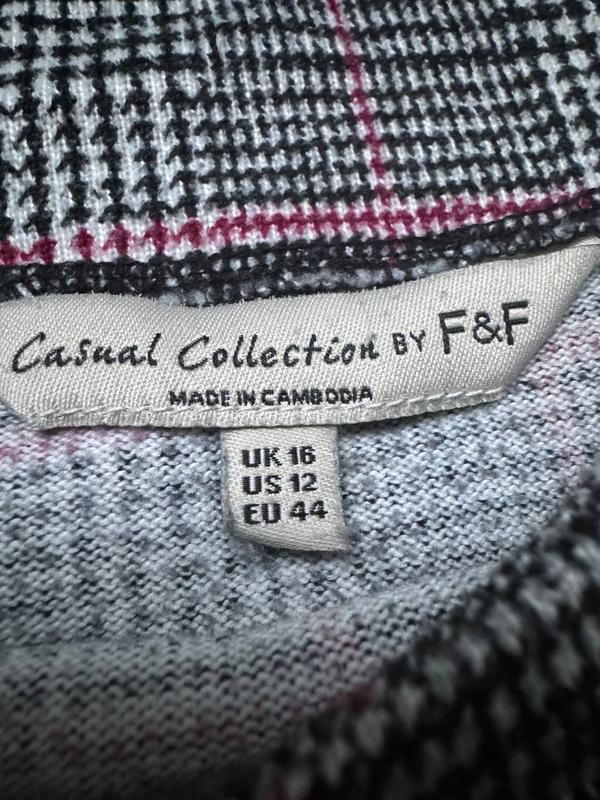 Casual Collection BY F&F
MADE IN CAMBODIA
UK 16
US 12
EU 44